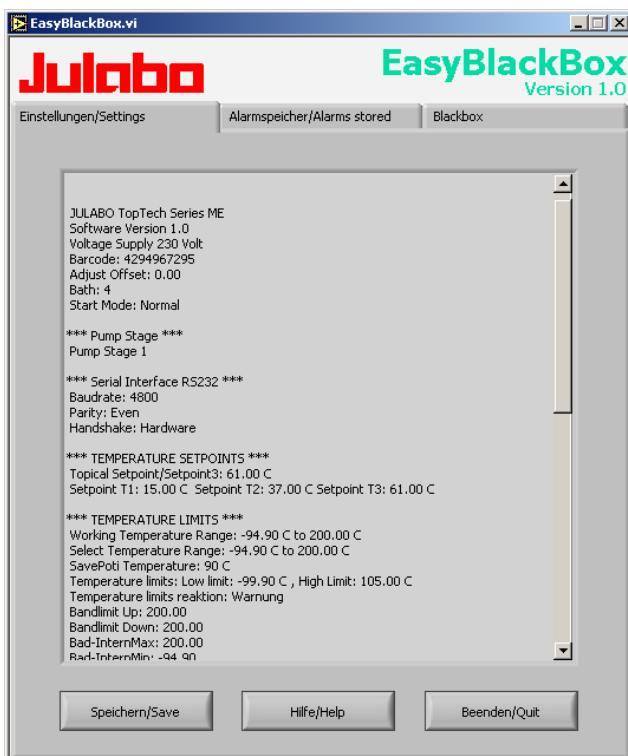 EasyBlackBox.vi
Julabo
EasyBlackBox
Version 1.0
Einstellungen/Settings
Alarmspeicher/Alarms stored
Blackbox
JULABO TopTech Series ME
Software Version 1.0
Voltage Supply 230 Volt
Barcode: 4294967295
Adjust Offset: 0.00
Bath: 4
Start Mode: Normal
*** Pump Stage ***
Pump Stage 1
*** Serial Interface RS232 ***
Baudrate: 4800
Parity: Even
Handshake: Hardware
*** TEMPERATURE SETPOINTS ***
Topical Setpoint/Setpoint3: 61.00 C
Setpoint T1: 15.00 C Setpoint T2: 37.00 C Setpoint T3: 61.00 C
*** TEMPERATURE LIMITS ***
Working Temperature Range: -94.90 C to 200.00 C
Select Temperature Range: -94.90 C to 200.00 C
SavePoti Temperature: 90 C
Temperature limits: Low limit: -99.90 C , High Limit: 105.00 C
Temperature limits reaktion: Warnung
Bandlimit Up: 200.00
Bandlimit Down: 200.00
Bad-InternMax: 200.00
Bad-InternMin: -94.90
Speichern/Save
Hilfe/Help
Beenden/Quit